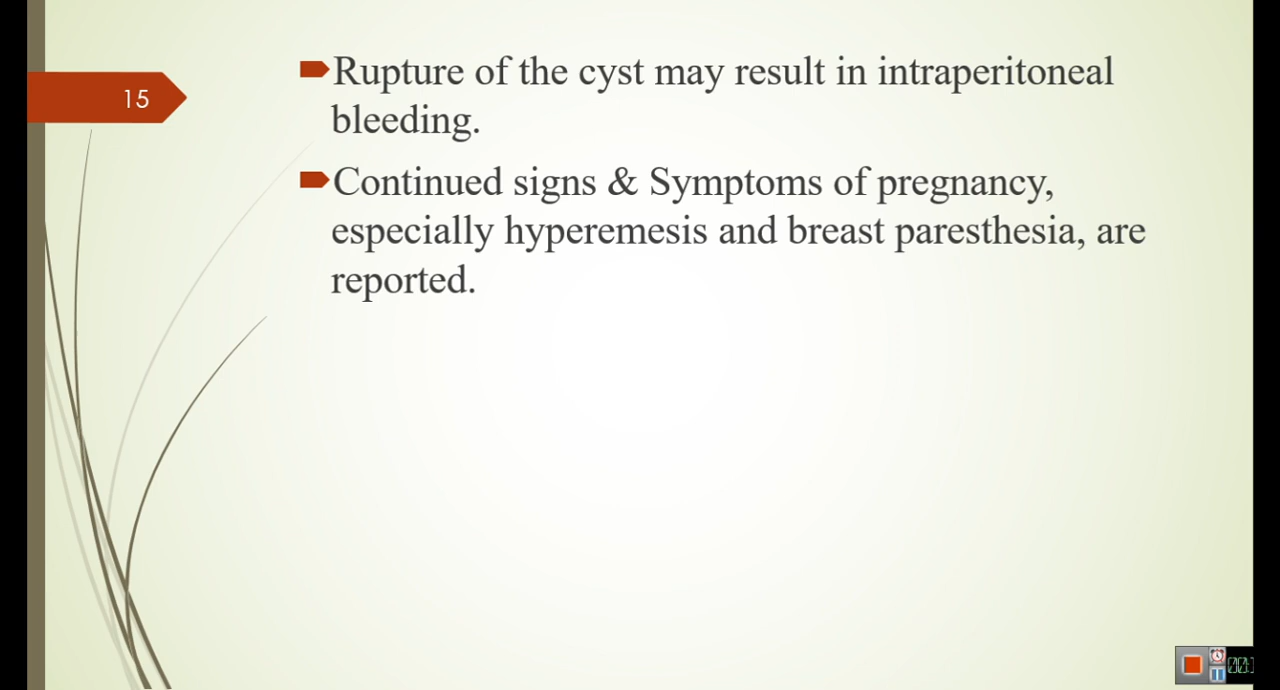 15
Rupture of the cyst may result in intraperitoneal
bleeding.
Continued signs & Symptoms of pregnancy,
especially hyperemesis and breast paresthesia, are
reported.